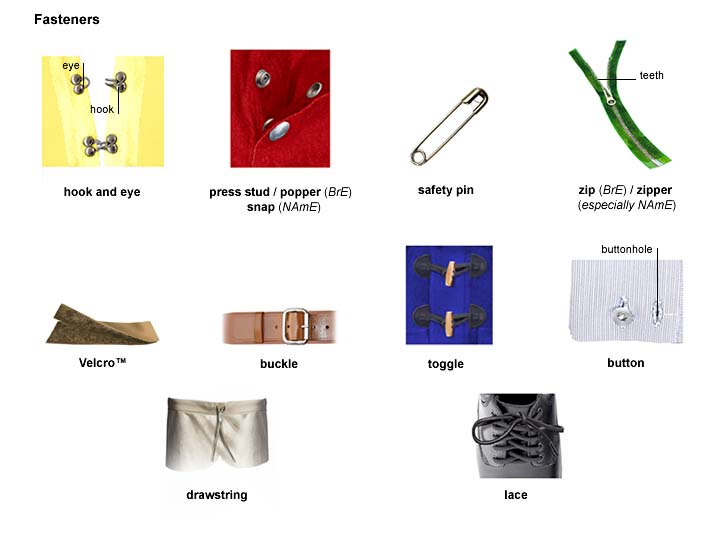 Fasteners
eye
hook
teeth
hook and eye
press stud / popper (BrE)
snap (NAmE)
safety pin
zip (BrE) / zipper
(especially NAmE)
buttonhole
Velcro™
buckle
toggle
button
drawstring
lace